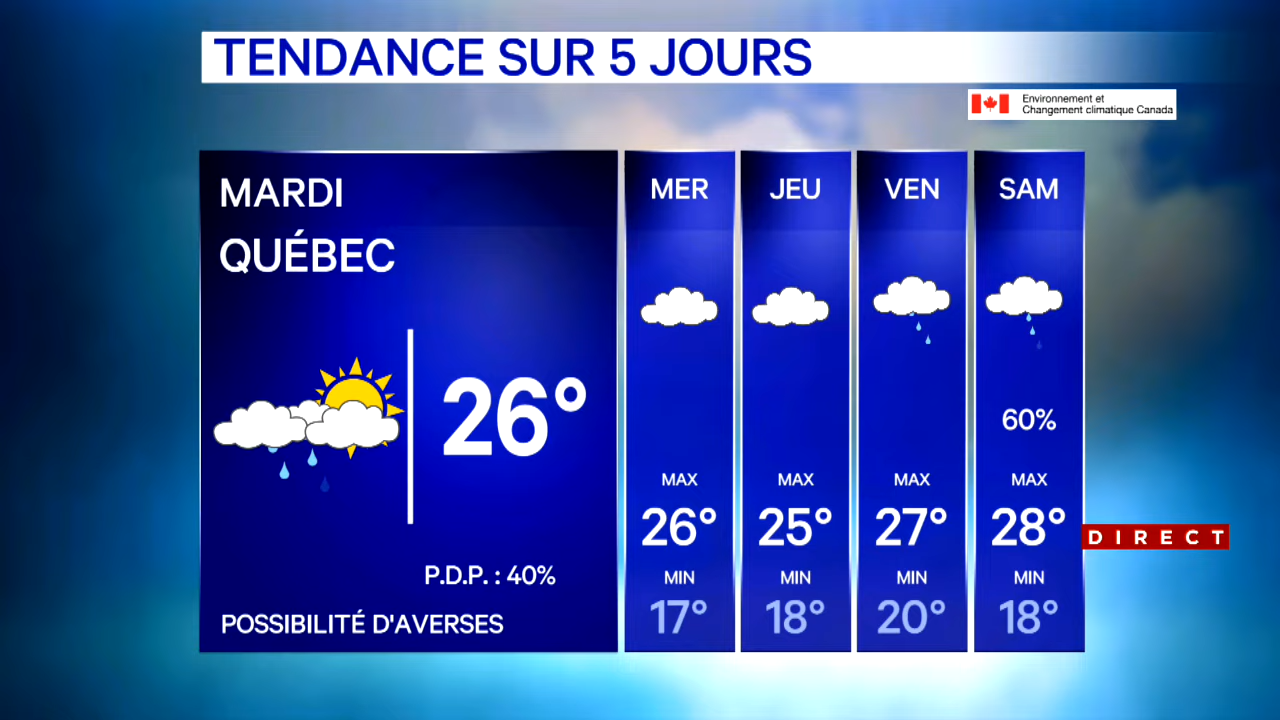 TENDANCE SUR 5 JOURS
Environnement et
Changement climatique Canada
MARDI
QUÉBEC
26°
P.D.P. : 40%
POSSIBILITÉ D'AVERSES
MER
MAX
26°
MIN
17°
JEU
MAX
25°
MIN
18°
VEN
MAX
27°
MIN
20°
SAM
60%
MAX
28°
MIN
18°
DIRECT